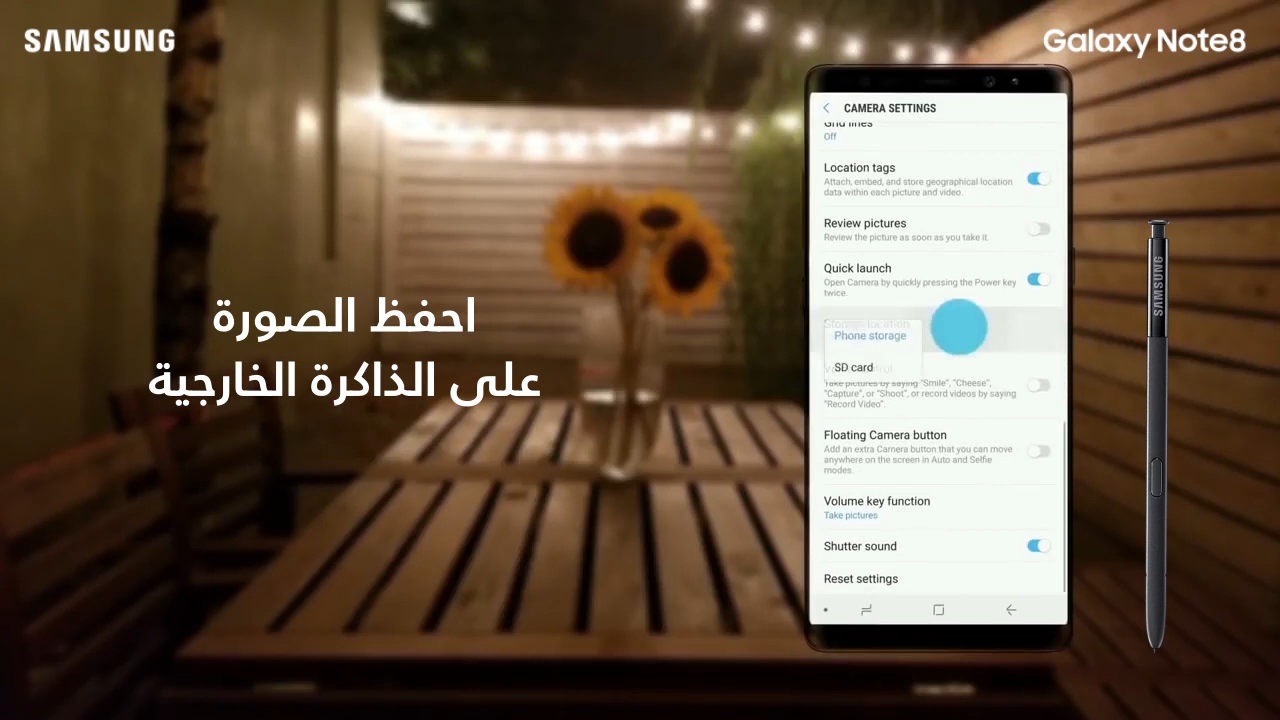 SAMSUNG
Galaxy Note8
احفظ الصورة
على الذاكرة الخارجية
CAMERA SETTINGS
Grid lines
Off
Location tags
Attach, embed, and store geographical location
data within each picture and video.
Review pictures
Review the picture as soon as you take it.
Quick launch
Open Camera by quickly pressing the Power key
twice.
Storage location
Phone storage
SD card
Take pictures by saying "Smile", "Cheese",
"Capture", or "Shoot", or record videos by saying
"Record Video".
Floating Camera button
Add an extra Camera button that you can move
anywhere on the screen in Auto and Selfie
modes.
Volume key function
Take pictures
Shutter sound
Reset settings
SAMSUNG